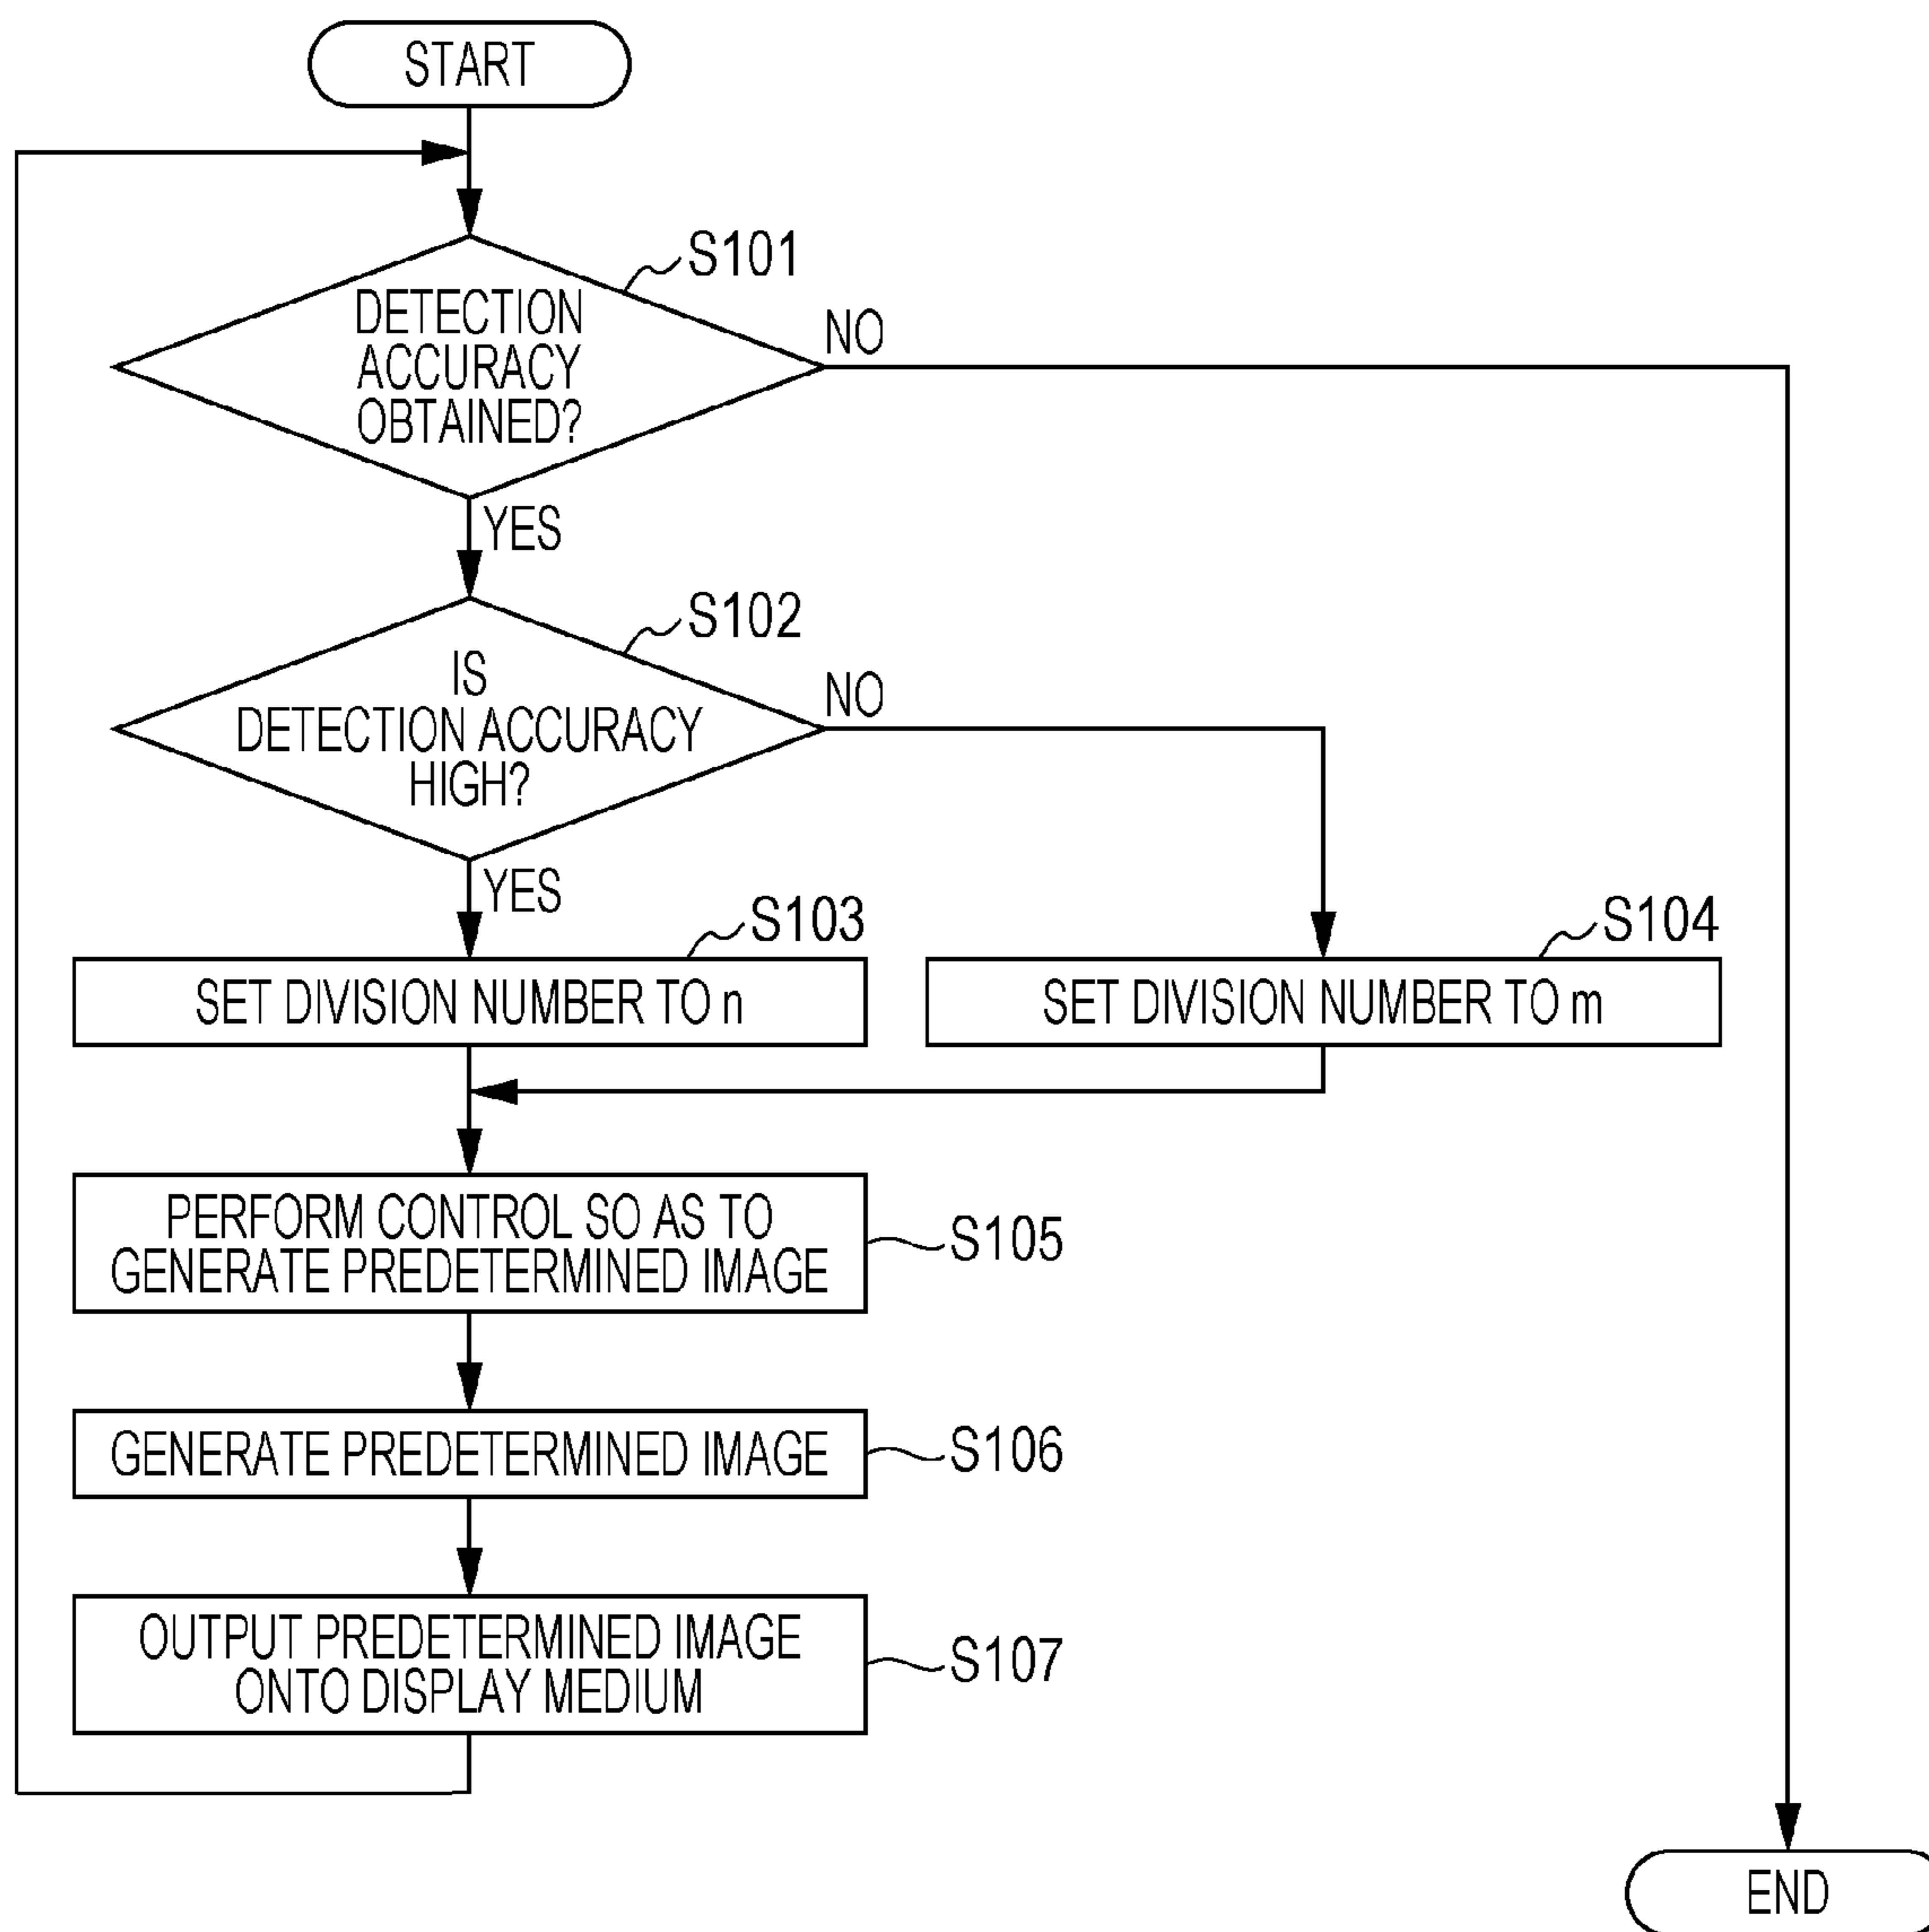 START
S101
DETECTION
ACCURACY
OBTAINED?
NO
YES
S102
IS
DETECTION ACCURACY
HIGH?
NO
YES
S103
SET DIVISION NUMBER TO n
S104
SET DIVISION NUMBER TO m
PERFORM CONTROL SO AS TO
GENERATE PREDETERMINED IMAGE
S105
GENERATE PREDETERMINED IMAGE
S106
OUTPUT PREDETERMINED IMAGE
ONTO DISPLAY MEDIUM
S107
END